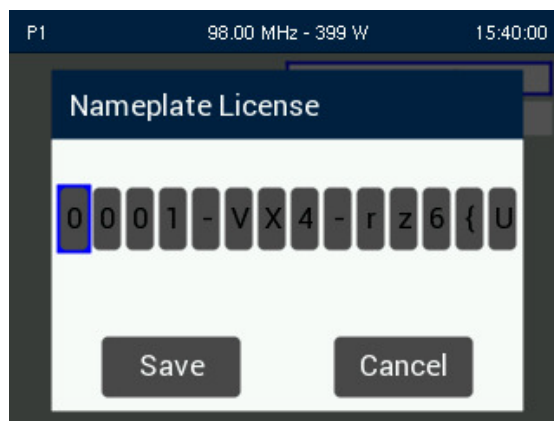 P1 98.00 MHz - 399 W 15:40:00
Nameplate License
0001-VX4-rz6{U
Save Cancel